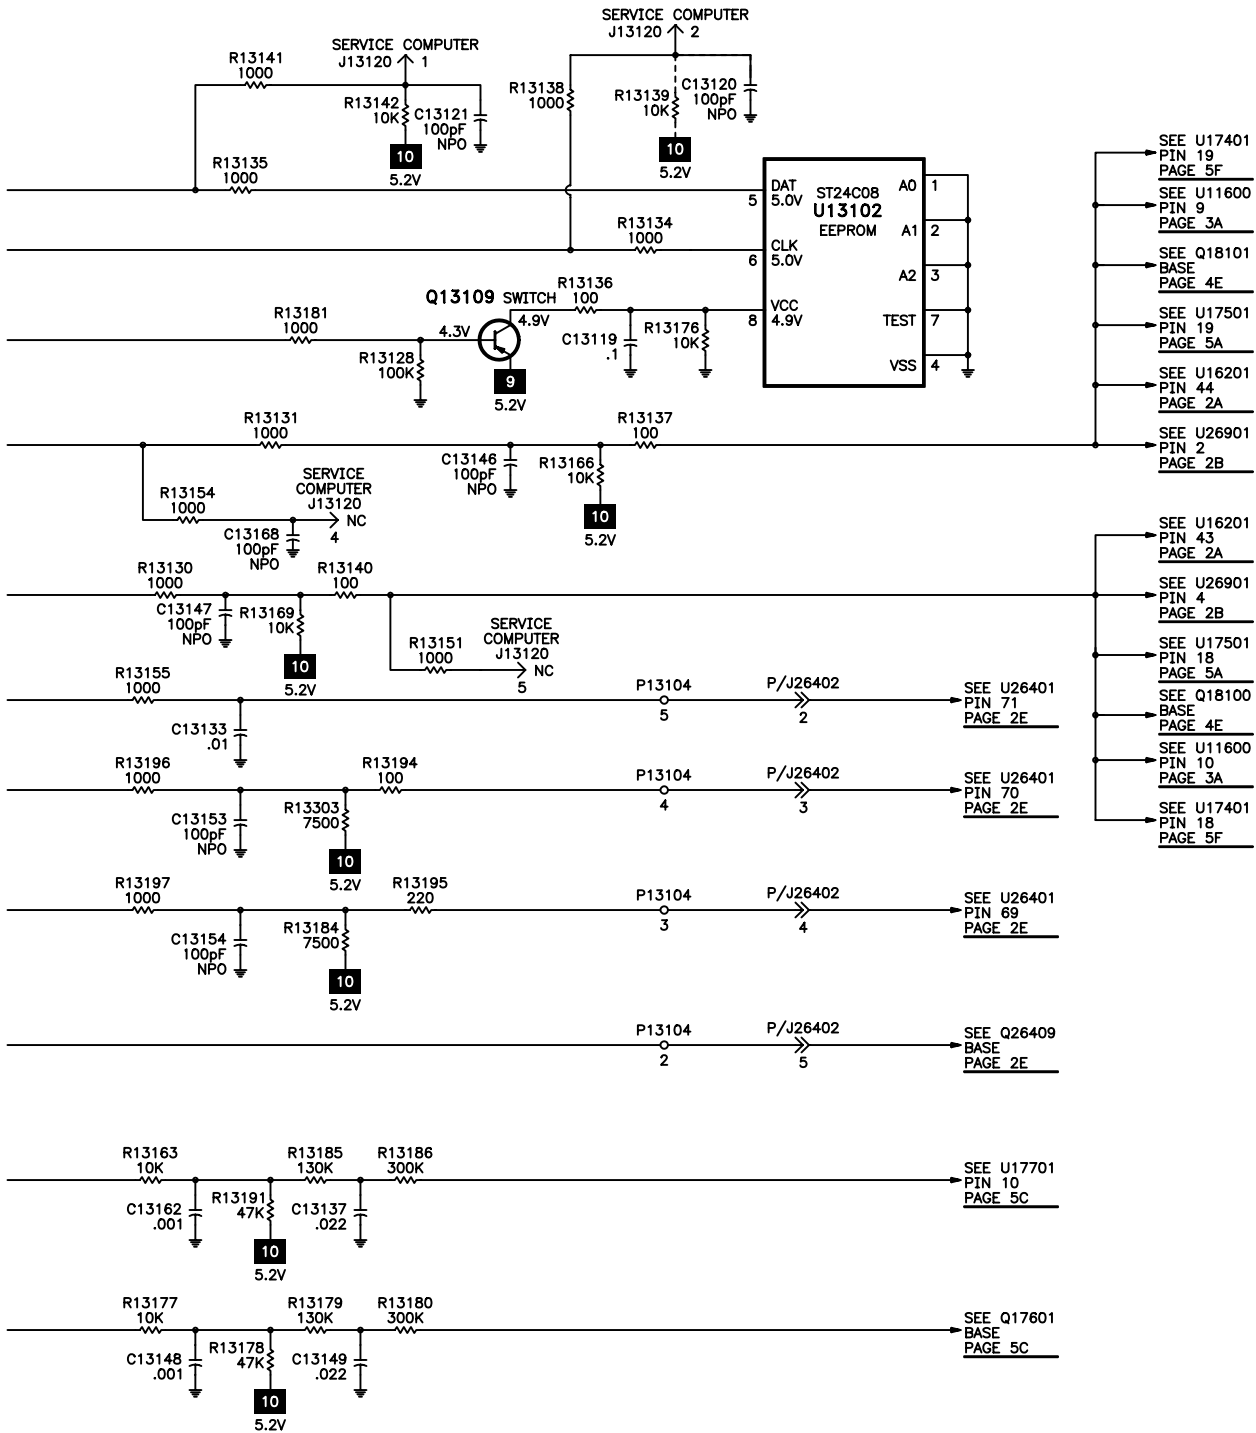 SERVICE COMPUTER
J13120 2
SERVICE COMPUTER
J13120 1
R13141
1000
R13142
10K
C13121
100pF
NPO
10
5.2V
R13138
1000
R13139
10K
C13120
100pF
NPO
10
5.2V
R13135
1000
5 DAT
5.0V
ST24C08
U13102
EEPROM
A0 1
A1 2
A2 3
TEST 7
VSS 4
R13134
1000
6 CLK
5.0V
Q13109 SWITCH
4.3V
4.9V
9
5.2V
R13136
100
8 VCC
4.9V
C13119
.1
R13176
10K
R13181
1000
R13128
100K
R13131
1000
C13146
100pF
NPO
R13166
10K
10
5.2V
R13137
100
R13154
1000
SERVICE
COMPUTER
J13120
NC
4
C13168
100pF
NPO
R13130
1000
C13147
100pF
NPO
R13169
10K
10
5.2V
R13140
100
R13151
1000
SERVICE
COMPUTER
J13120
NC
5
SEE U17401
PIN 19
PAGE 5F
SEE U11600
PIN 9
PAGE 3A
SEE Q18101
BASE
PAGE 4E
SEE U17501
PIN 19
PAGE 5A
SEE U16201
PIN 44
PAGE 2A
SEE U26901
PIN 2
PAGE 2B
SEE U16201
PIN 43
PAGE 2A
SEE U26901
PIN 4
PAGE 2B
SEE U17501
PIN 18
PAGE 5A
SEE Q18100
BASE
PAGE 4E
SEE U11600
PIN 10
PAGE 3A
SEE U17401
PIN 18
PAGE 5F
R13155
1000
C13133
.01
P13104
5
P/J26402
2
SEE U26401
PIN 71
PAGE 2E
R13196
1000
C13153
100pF
NPO
R13303
7500
10
5.2V
R13194
100
P13104
4
P/J26402
3
SEE U26401
PIN 70
PAGE 2E
R13197
1000
C13154
100pF
NPO
R13184
7500
10
5.2V
R13195
220
P13104
3
P/J26402
4
SEE U26401
PIN 69
PAGE 2E
P13104
2
P/J26402
5
SEE Q26409
BASE
PAGE 2E
R13163
10K
C13162
.001
R13191
47K
10
5.2V
R13185
130K
C13137
.022
R13186
300K
SEE U17701
PIN 10
PAGE 5C
R13177
10K
C13148
.001
R13178
47K
10
5.2V
R13179
130K
C13149
.022
R13180
300K
SEE Q17601
BASE
PAGE 5C